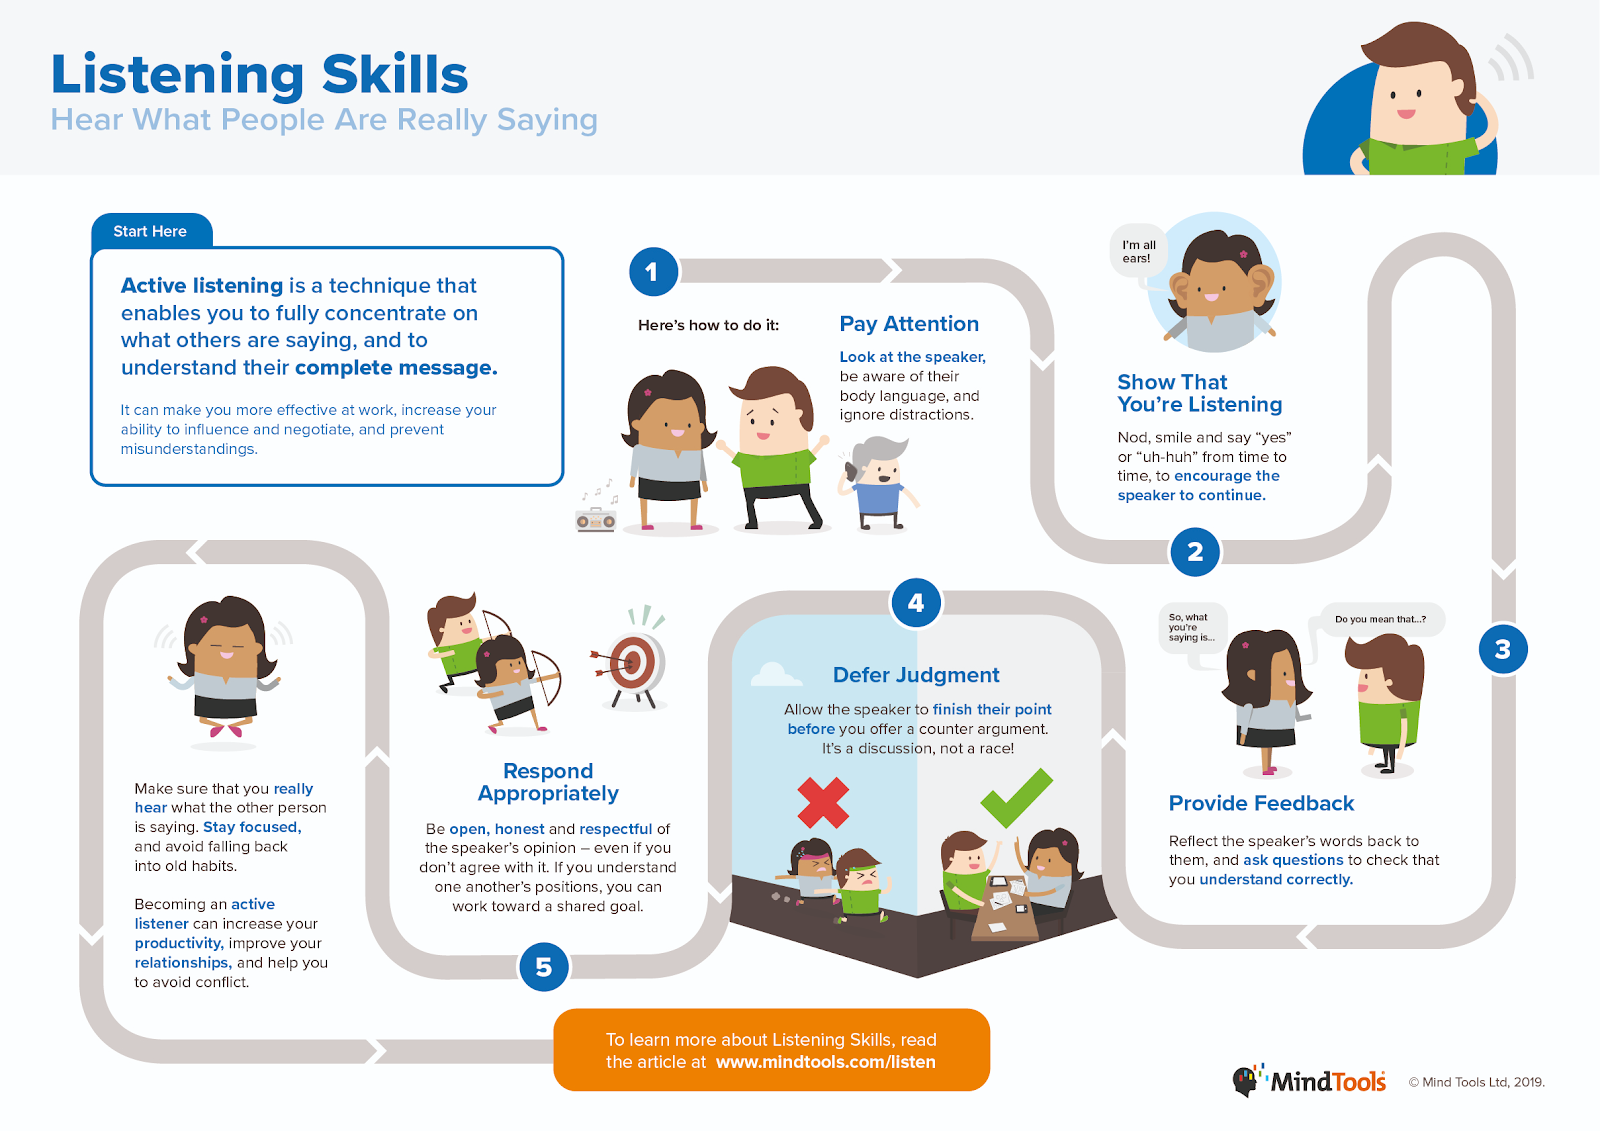 Listening Skills
Hear What People Are Really Saying
Start Here
Active listening is a technique that
enables you to fully concentrate on
what others are saying, and to
understand their complete message.
It can make you more effective at work, increase your
ability to influence and negotiate, and prevent
misunderstandings.
1
Here's how to do it:
Pay Attention
Look at the speaker,
be aware of their
body language, and
ignore distractions.
I'm all
ears!
Show That
You're Listening
Nod, smile and say “yes”
or “uh-huh” from time to
time, to encourage the
speaker to continue.
2
3
So, what
you're
saying is...
Do you mean that...?
Provide Feedback
Reflect the speaker's words back to
them, and ask questions to check that
you understand correctly.
4
Defer Judgment
Allow the speaker to finish their point
before you offer a counter argument.
It's a discussion, not a race!
Respond
Appropriately
Be open, honest and respectful of
the speaker's opinion – even if you
don't agree with it. If you understand
one another's positions, you can
work toward a shared goal.
5
Make sure that you really
hear what the other person
is saying. Stay focused,
and avoid falling back
into old habits.
Becoming an active
listener can increase your
productivity, improve your
relationships, and help you
to avoid conflict.
To learn more about Listening Skills, read
the article at www.mindtools.com/listen
MindTools
© Mind Tools Ltd, 2019.